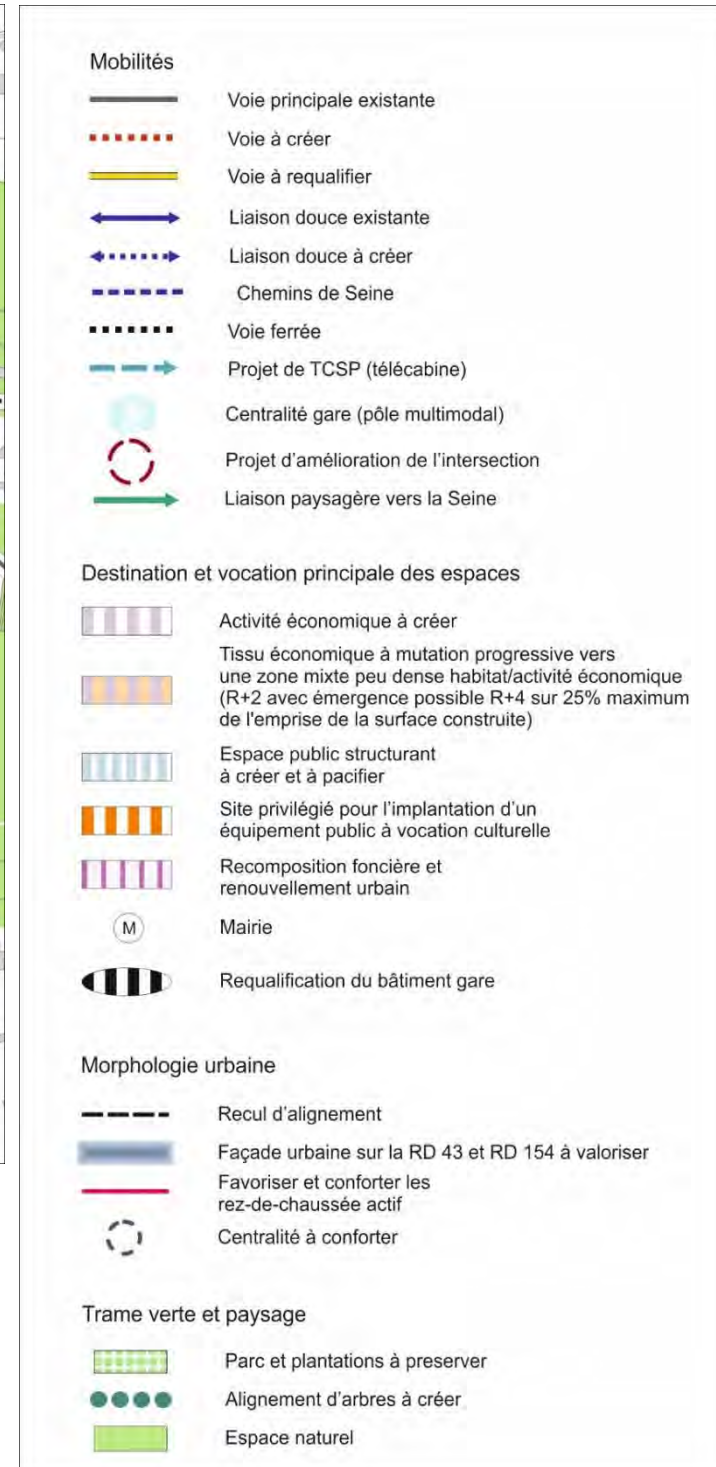 Mobilités
Voie principale existante
Voie à créer
Voie à requalifier
Liaison douce existante
Liaison douce à créer
Chemins de Seine
Voie ferrée
Projet de TCSP (télécabine)
Centralité gare (pôle multimodal)
Projet d'amélioration de l'intersection
Liaison paysagère vers la Seine
Destination et vocation principale des espaces
Activité économique à créer
Tissu économique à mutation progressive vers
une zone mixte peu dense habitat/activité économique
(R+2 avec émergence possible R+4 sur 25% maximum
de l'emprise de la surface construite)
Espace public structurant
à créer et à pacifier
Site privilégié pour l'implantation d'un
équipement public à vocation culturelle
Recomposition foncière et
renouvellement urbain
M Mairie
Requalification du bâtiment gare
Morphologie urbaine
Recul d'alignement
Façade urbaine sur la RD 43 et RD 154 à valoriser
Favoriser et conforter les
rez-de-chaussée actif
Centralité à conforter
Trame verte et paysage
Parc et plantations à preserver
Alignement d'arbres à créer
Espace naturel